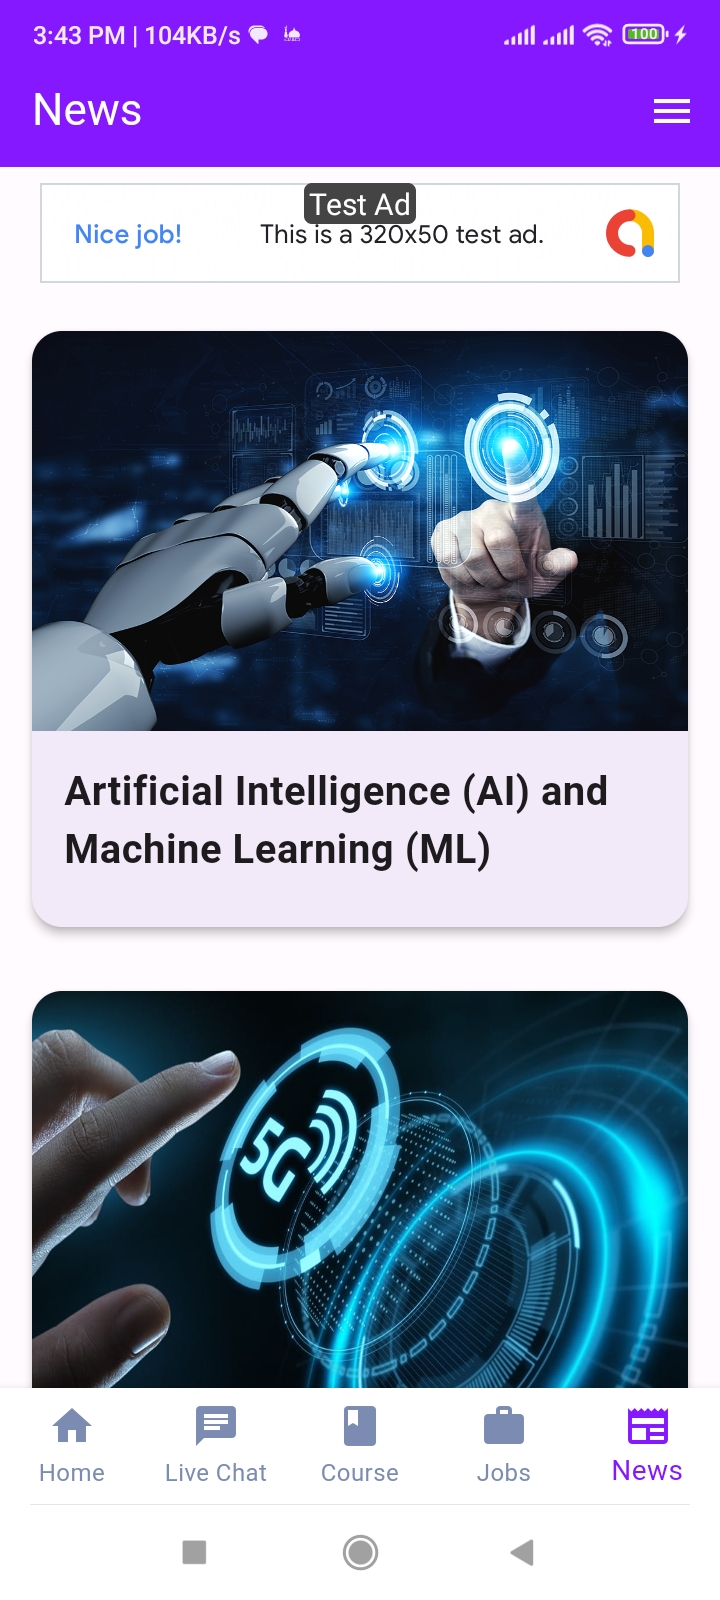 3:43 PM | 104KB/s
100
News
Test Ad
Nice job!
This is a 320x50 test ad.
Artificial Intelligence (AI) and
Machine Learning (ML)
5G
Home
Live Chat
Course
Jobs
News